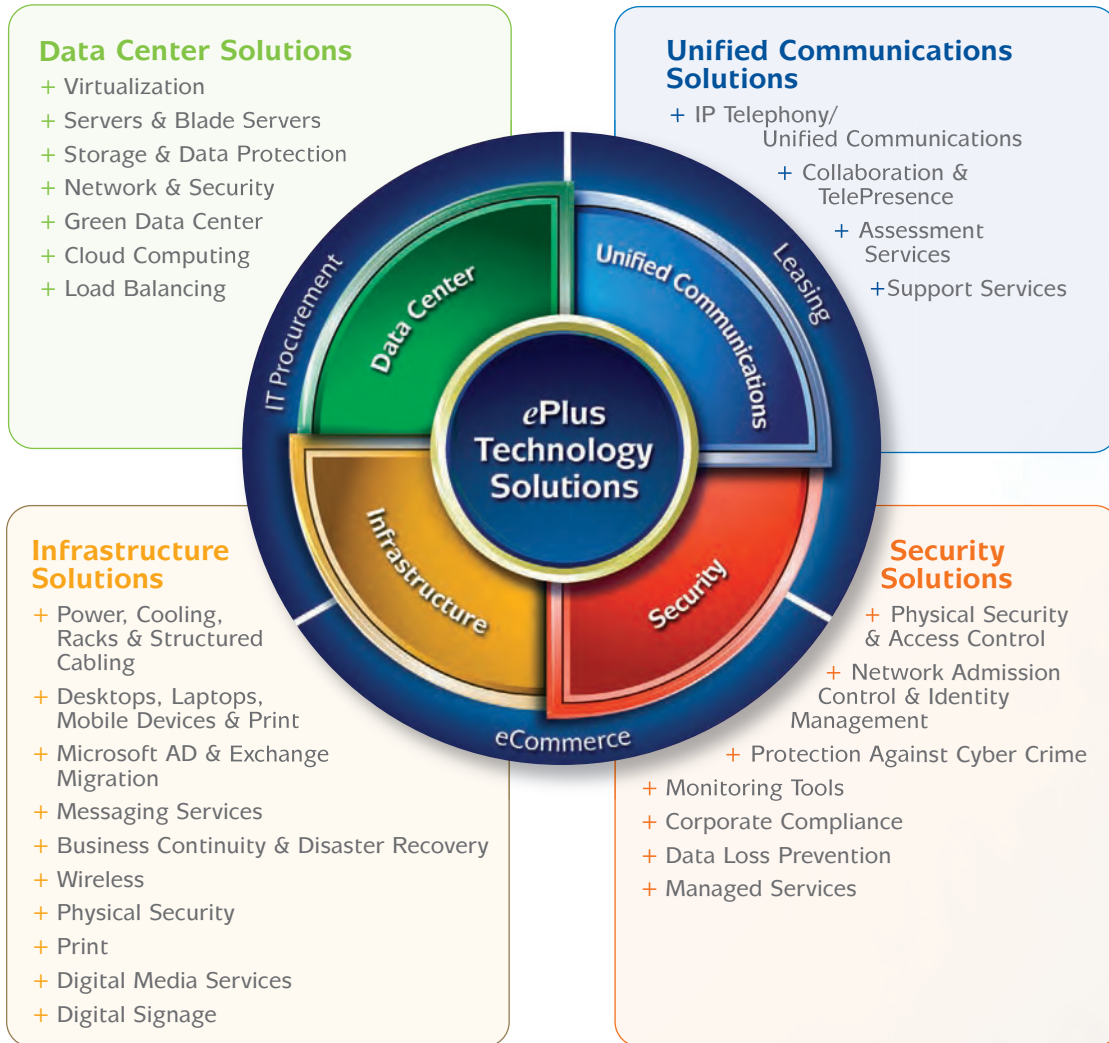 Data Center Solutions
+ Virtualization
+ Servers & Blade Servers
+ Storage & Data Protection
+ Network & Security
+ Green Data Center
+ Cloud Computing
+ Load Balancing
Unified Communications
Solutions
+ IP Telephony/
Unified Communications
+ Collaboration &
TelePresence
+ Assessment
Services
+Support Services
IT Procurement
Leasing
eCommerce
Data Center
Unified Communications
Infrastructure
Security
ePlus
Technology
Solutions
Infrastructure
Solutions
+ Power, Cooling,
Racks & Structured
Cabling
+ Desktops, Laptops,
Mobile Devices & Print
+ Microsoft AD & Exchange
Migration
+ Messaging Services
+ Business Continuity & Disaster Recovery
+ Wireless
+ Physical Security
+ Print
+ Digital Media Services
+ Digital Signage
Security
Solutions
+ Physical Security
& Access Control
+ Network Admission
Control & Identity
Management
+ Protection Against Cyber Crime
+ Monitoring Tools
+ Corporate Compliance
+ Data Loss Prevention
+ Managed Services